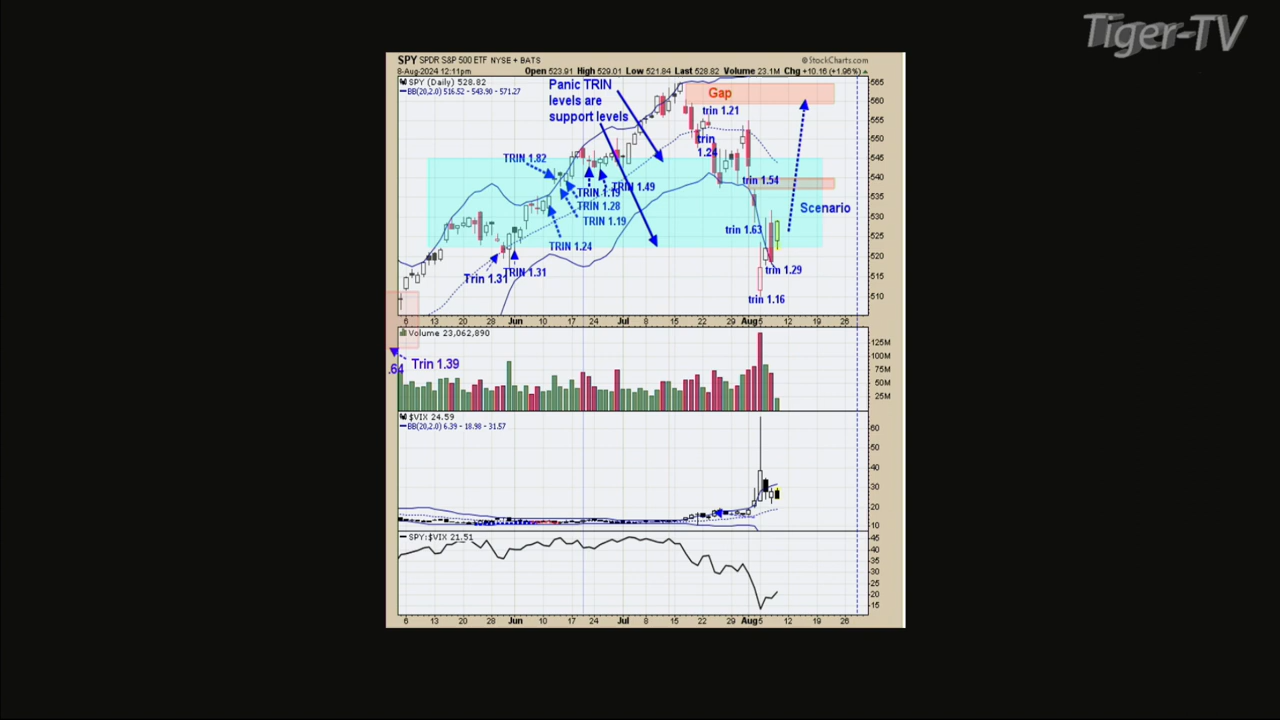 Tiger-TV
SPY SPDR S&P 500 ETF NYSE + BATS
© StockCharts.com
8-Aug-2024 12:11pm
Open 523.91 High 529.01 Low 521.84 Last 528.82 Volume 23.1M Chg +10.16 (+1.96%)
SPY (Daily) 528.82
BB(20,2.0) 516.52 - 543.90 - 571.27
Panic TRIN
levels are
support levels
Gap
trin 1.21
trin
1.24
TRIN 1.82
trin 1.54
TRIN 1.49
TRIN 1.19
TRIN 1.28
TRIN 1.19
Scenario
trin 1.63
TRIN 1.24
Trin 1.31
TRIN 1.31
trin 1.29
trin 1.16
565
560
555
550
545
540
530
525
515
510
6 13 20 28 Jun 10 17 24 Jul 8 15 22 29 Aug 5 12 19 26
Volume 23,062,890
.64
Trin 1.39
125M
100M
75M
50M
25M
$VIX 24.59
BB(20,2.0) 6.39 - 18.98 - 31.57
60
50
40
30
20
10
SPY:$VIX 21.51
45
40
35
30
25
20
15
6 13 20 28 Jun 10 17 24 Jul 8 15 22 29 Aug 5 12 19 26